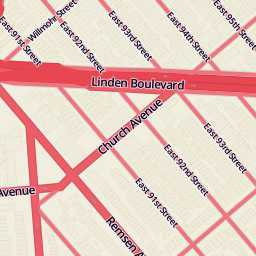 East 91st Street
Willmohr Street
East 92nd Street
East 93rd Street
East 94th Street
East 95th Street
Linden Boulevard
Church Avenue
East 93rd Street
East 92nd Street
East 91st Street
Avenue
Remsen A